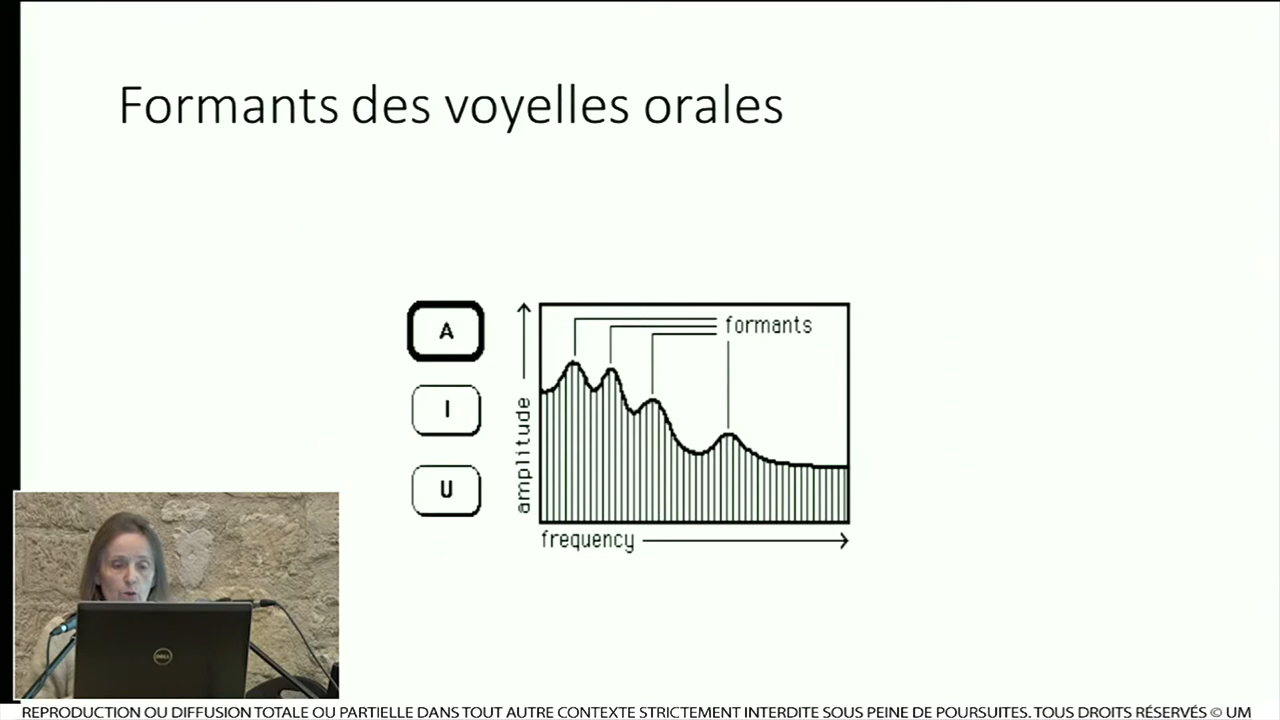 Formants des voyelles orales
A
formants
I
U
amplitude
frequency
DELL
REPRODUCTION OU DIFFUSION TOTALE OU PARTIELLE DANS TOUT AUTRE CONTEXTE STRICTEMENT INTERDITE SOUS PEINE DE POURSUITES. TOUS DROITS RÉSERVÉS © UM